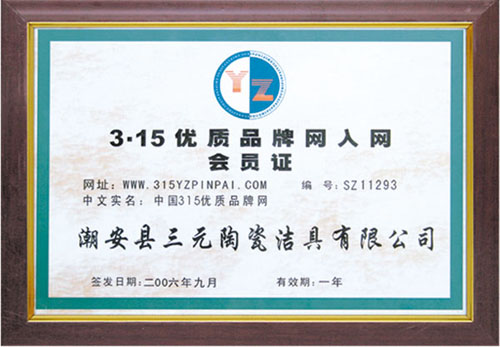 YZ
3·15优质品牌网入网
会员证
网址：WWW.315YZPINPAI.COM 编 号：SZ11293
中文实名：中国315优质品牌网
潮安县三元陶瓷洁具有限公司
签发日期：二00六年九月 有效期：一年